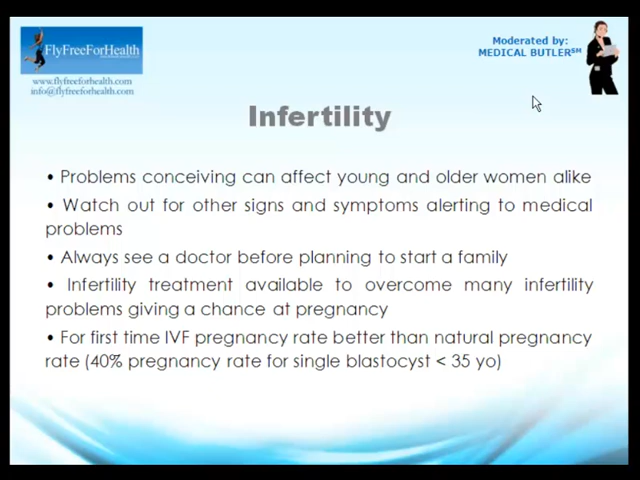 FlyFreeForHealth
www.flyfreeforhealth.com
info@flyfreeforhealth.com
Moderated by:
MEDICAL BUTLER℠
Infertility
• Problems conceiving can affect young and older women alike
• Watch out for other signs and symptoms alerting to medical
problems
• Always see a doctor before planning to start a family
• Infertility treatment available to overcome many infertility
problems giving a chance at pregnancy
• For first time IVF pregnancy rate better than natural pregnancy
rate (40% pregnancy rate for single blastocyst < 35 yo)